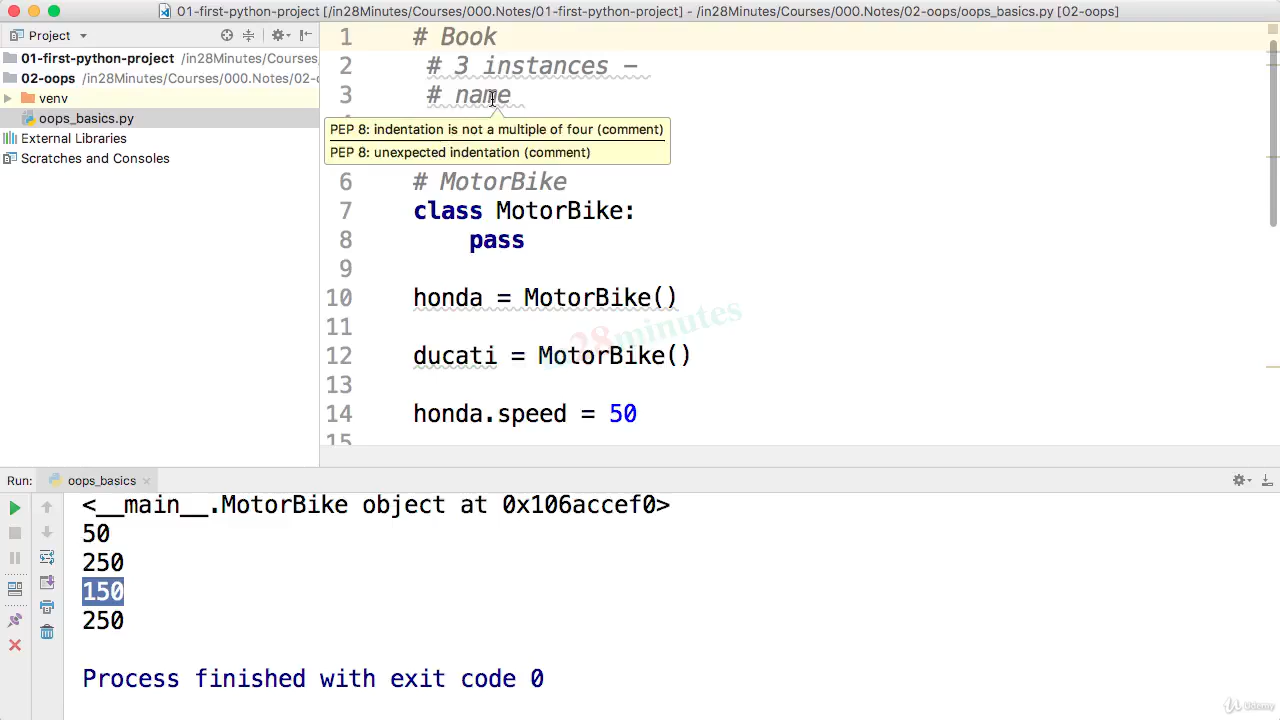 01-first-python-project [/in28Minutes/Courses/000.Notes/01-first-python-project] - /in28Minutes/Courses/000.Notes/02-oops/oops_basics.py [02-oops]
Project
01-first-python-project /in28Minutes/Courses/
02-oops /in28Minutes/Courses/000.Notes/02-o
venv
oops_basics.py
External Libraries
Scratches and Consoles
1 # Book
2 # 3 instances -
3 # name
PEP 8: indentation is not a multiple of four (comment)
PEP 8: unexpected indentation (comment)
6 # MotorBike
7 class MotorBike:
8 pass
9
10 honda = MotorBike()
11
12 ducati = MotorBike()
13
14 honda.speed = 50
15
in28minutes
Run: oops_basics
<__main__.MotorBike object at 0x106accef0>
50
250
150
250
Process finished with exit code 0
Udemy